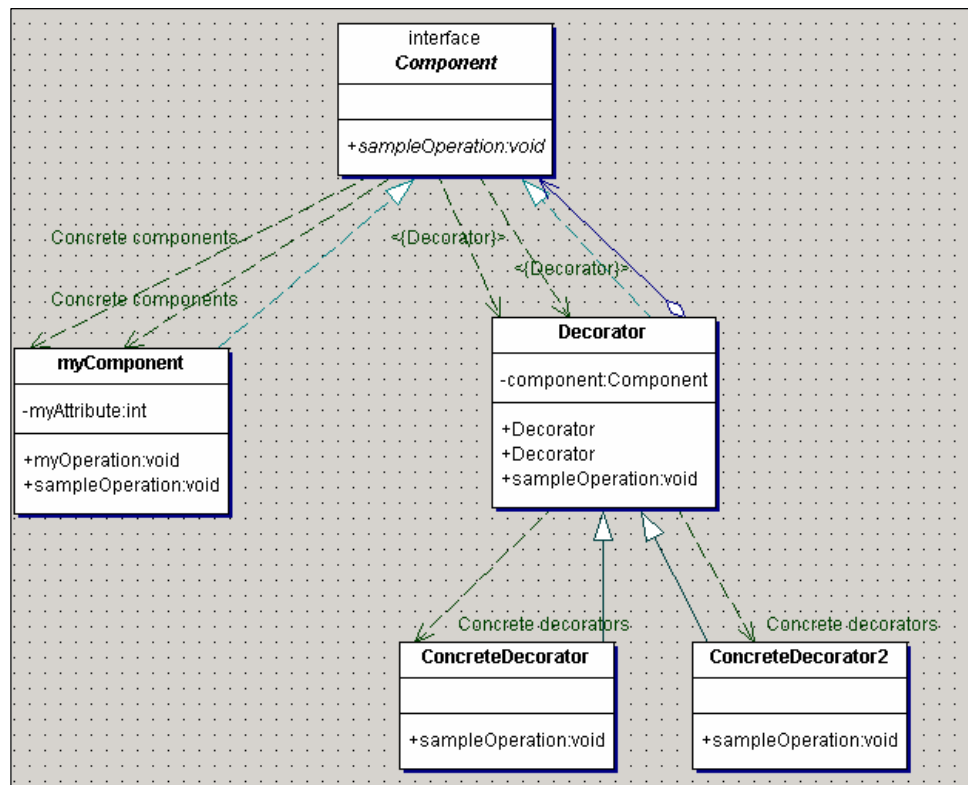 interface
Component
+sampleOperation:void
Concrete components
<{Decorator}>
<{Decorator}>
Concrete components
Decorator
-component:Component
+Decorator
+Decorator
+sampleOperation:void
myComponent
-myAttribute:int
+myOperation:void
+sampleOperation:void
Concrete decorators
Concrete decorators
ConcreteDecorator
+sampleOperation:void
ConcreteDecorator2
+sampleOperation:void